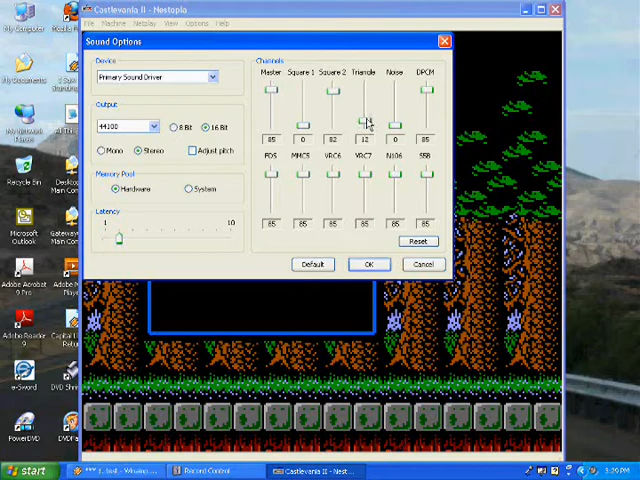 Castlevania II - Nestopia
File Machine Netplay View Options Help
Sound Options
Device
Primary Sound Driver
Output
44100
8 Bit
16 Bit
Mono
Stereo
Adjust pitch
Memory Pool
Hardware
System
Latency
1
10
Channels
Master Square 1 Square 2 Triangle Noise DPCM
85 0 82 12 0 85
FDS MMC5 VRC6 VRC7 N106 S5B
85 85 85 85 85 85
Reset
Default
OK
Cancel
My Computer
My Documents
My Network Places
Recycle Bin
Microsoft Outlook
Adobe Acrobat 9 Pro
Adobe Reader 9
e-Sword
PowerDVD
start
Record Control
Castlevania II - Nest...
3:29 PM